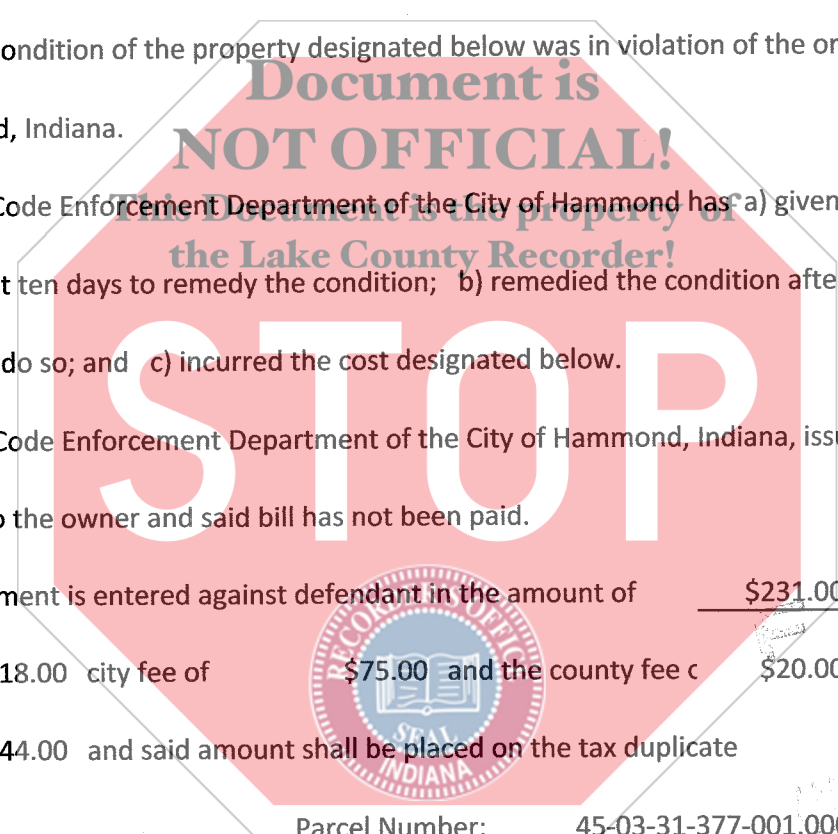 ondition of the property designated below was in violation of the or
Document is
d, Indiana.
NOT OFFICIAL!
Code Enforcement Department of the City of Hammond has a) given
This Document is the property of
the Lake County Recorder!
t ten days to remedy the condition; b) remedied the condition afte
STOP
do so; and c) incurred the cost designated below.
Code Enforcement Department of the City of Hammond, Indiana, issu
o the owner and said bill has not been paid.
ment is entered against defendant in the amount of $231.00
18.00 city fee of $75.00 and the county fee o $20.00
44.00 and said amount shall be placed on the tax duplicate
SEAL
INDIANA
Parcel Number: 45-03-31-377-001.000